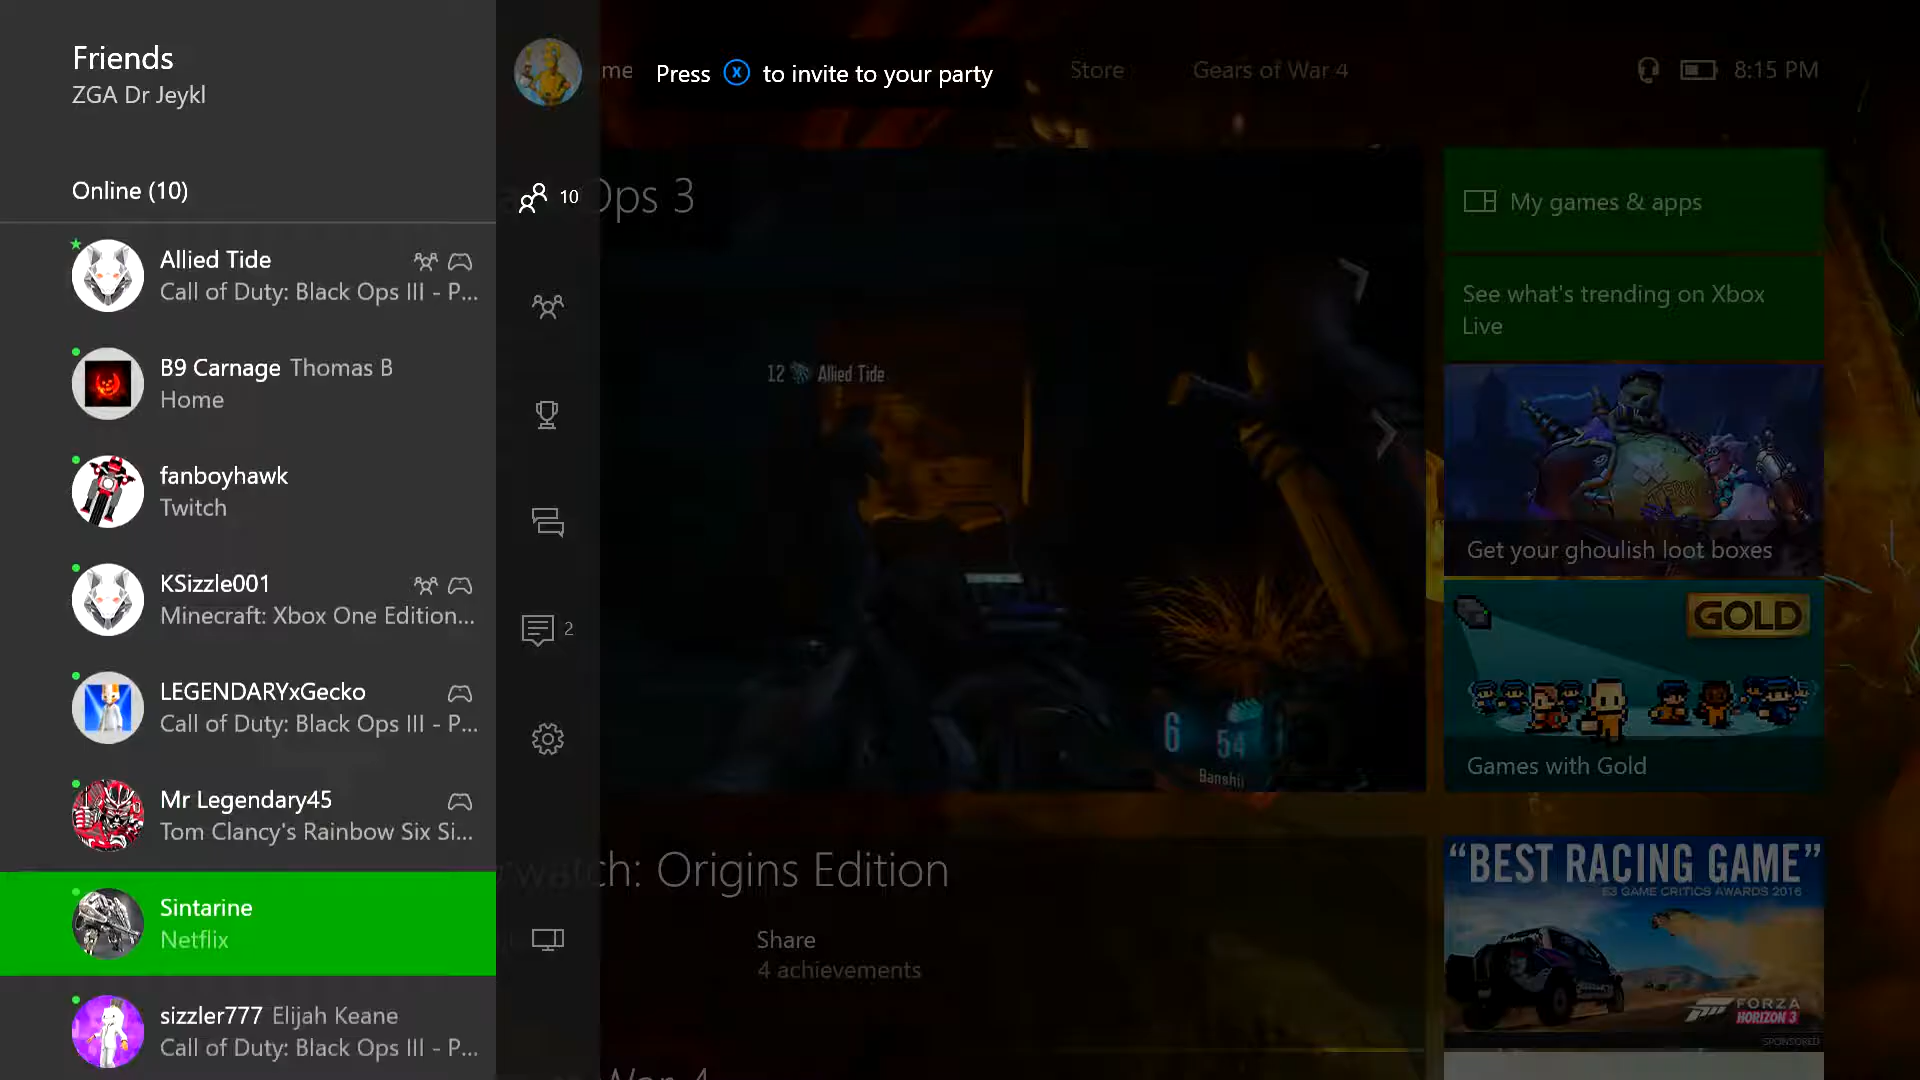 Friends
ZGA Dr Jeykl
Online (10)
Allied Tide
Call of Duty: Black Ops III - P...
B9 Carnage Thomas B
Home
fanboyhawk
Twitch
KSizzle001
Minecraft: Xbox One Edition...
LEGENDARYxGecko
Call of Duty: Black Ops III - P...
Mr Legendary45
Tom Clancy's Rainbow Six Si...
Sintarine
Netflix
sizzler777 Elijah Keane
Call of Duty: Black Ops III - P...
10
2
me
Press X to invite to your party
Store
Gears of War 4
8:15 PM
Ops 3
12 Allied Tide
6
54
Banshii
rwatch: Origins Edition
Share
4 achievements
War 4
My games & apps
See what's trending on Xbox
Live
Get your ghoulish loot boxes
GOLD
Games with Gold
“BEST RACING GAME”
E3 GAME CRITICS AWARDS 2016
FORZA
HORIZON 3
SPONSORED